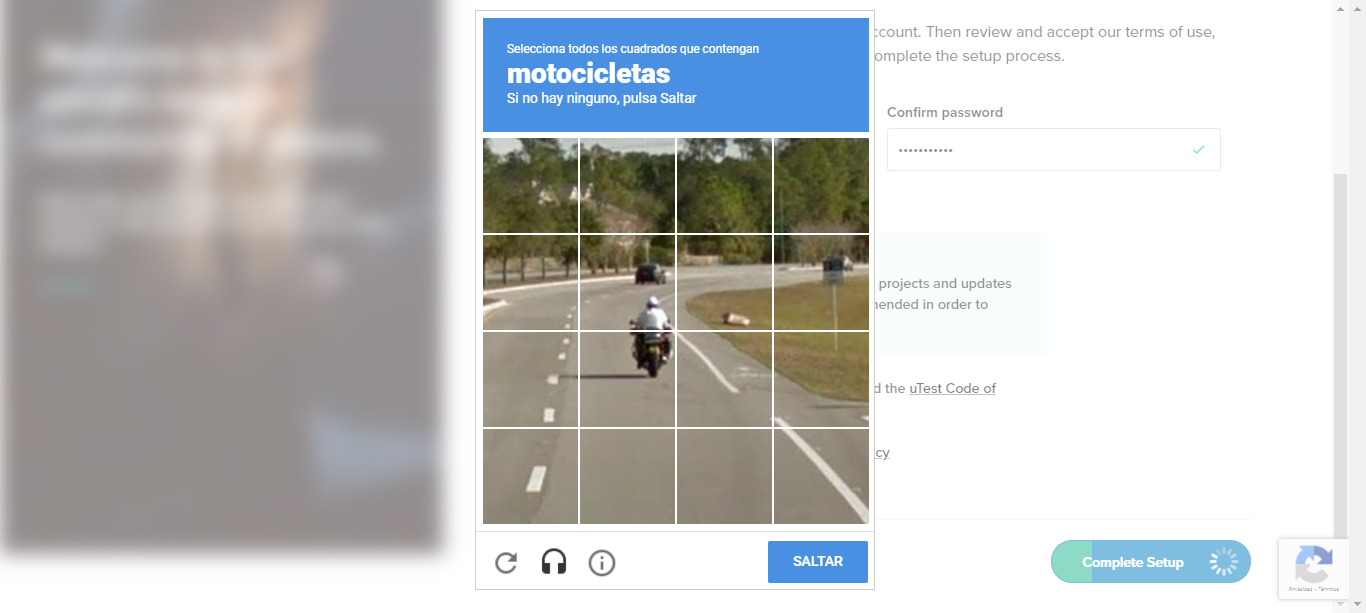 Selecciona todos los cuadrados que contengan
motocicletas
Si no hay ninguno, pulsa Saltar
SALTAR
ccount. Then review and accept our terms of use,
omplete the setup process.
Confirm password
projects and updates
nended in order to
d the uTest Code of
cy
Complete Setup
Privacidad - Términos